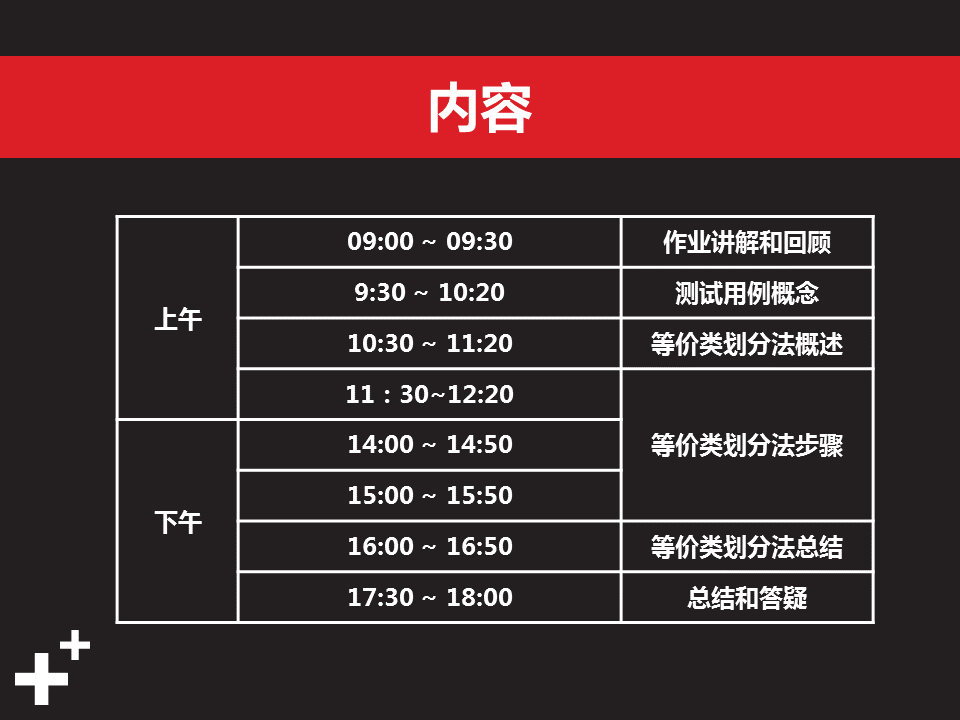 内容
上午
09:00 ~ 09:30
作业讲解和回顾
9:30 ~ 10:20
测试用例概念
10:30 ~ 11:20
等价类划分法概述
11：30~12:20
等价类划分法步骤
下午
14:00 ~ 14:50
15:00 ~ 15:50
16:00 ~ 16:50
等价类划分法总结
17:30 ~ 18:00
总结和答疑